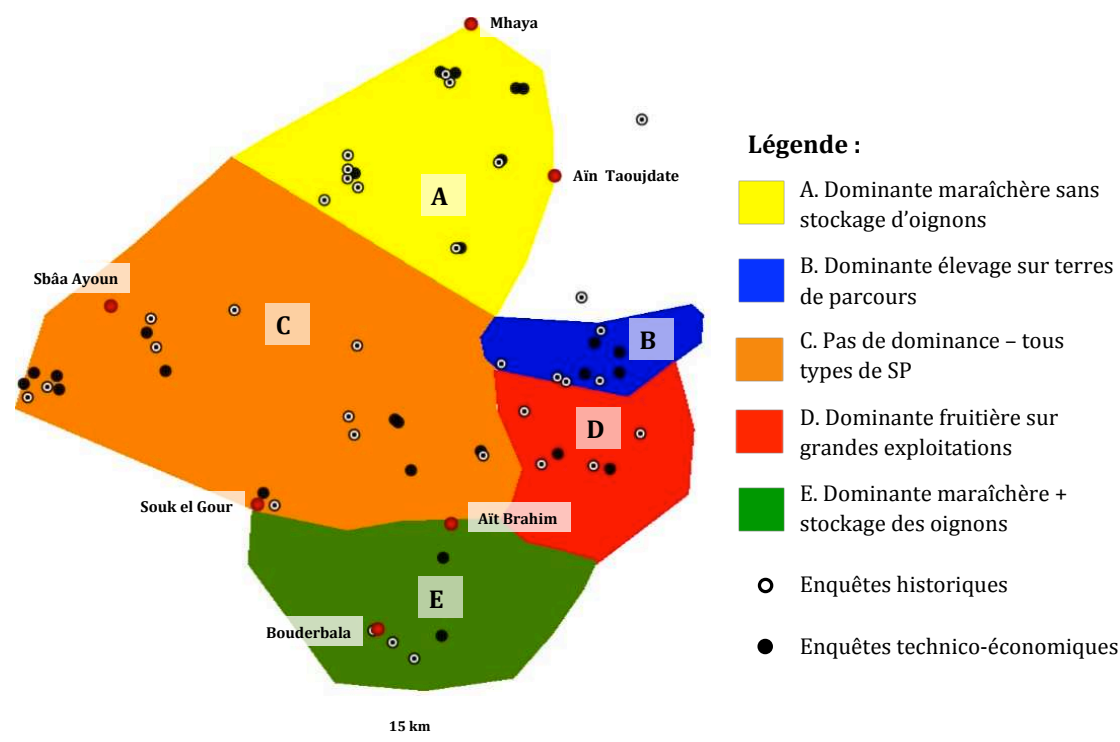 Mhaya
Aïn Taoujdate
A
Sbâa Ayoun
C
B
D
Souk el Gour
Aït Brahim
E
Bouderbala
15 km
Légende :
A. Dominante maraîchère sans
stockage d'oignons
B. Dominante élevage sur terres
de parcours
C. Pas de dominance – tous
types de SP
D. Dominante fruitière sur
grandes exploitations
E. Dominante maraîchère +
stockage des oignons
Enquêtes historiques
Enquêtes technico-économiques